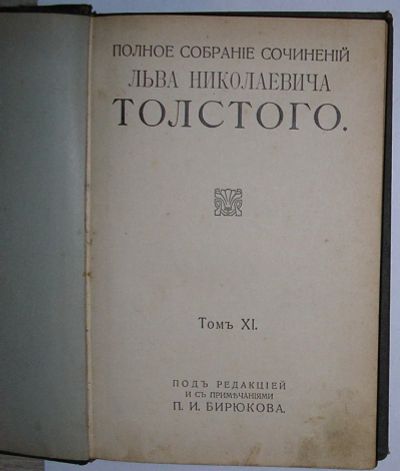 ПОЛНОЕ СОБРАНІЕ СОЧИНЕНІЙ
ЛЬВА НИКОЛАЕВИЧА
ТОЛСТОГО.
Томъ XI.
ПОДЪ РЕДАКЦІЕЙ
И СЪ ПРИМѢЧАНІЯМИ
П. И. БИРЮКОВА.